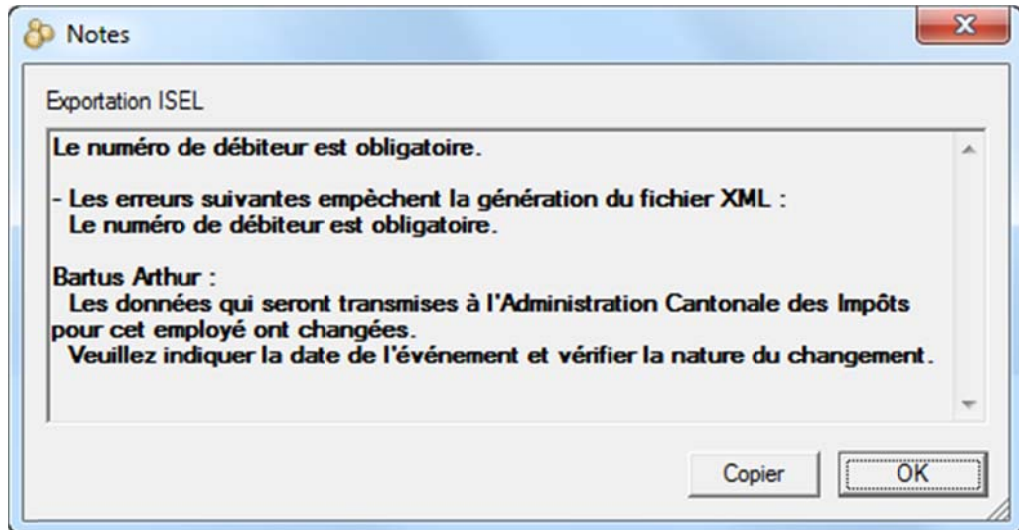 Notes
Exportation ISEL
Le numéro de débiteur est obligatoire.
- Les erreurs suivantes empèchent la génération du fichier XML :
Le numéro de débiteur est obligatoire.
Bartus Arthur :
Les données qui seront transmises à l'Administration Cantonale des Impôts
pour cet employé ont changées.
Veuillez indiquer la date de l'événement et vérifier la nature du changement.
Copier
OK